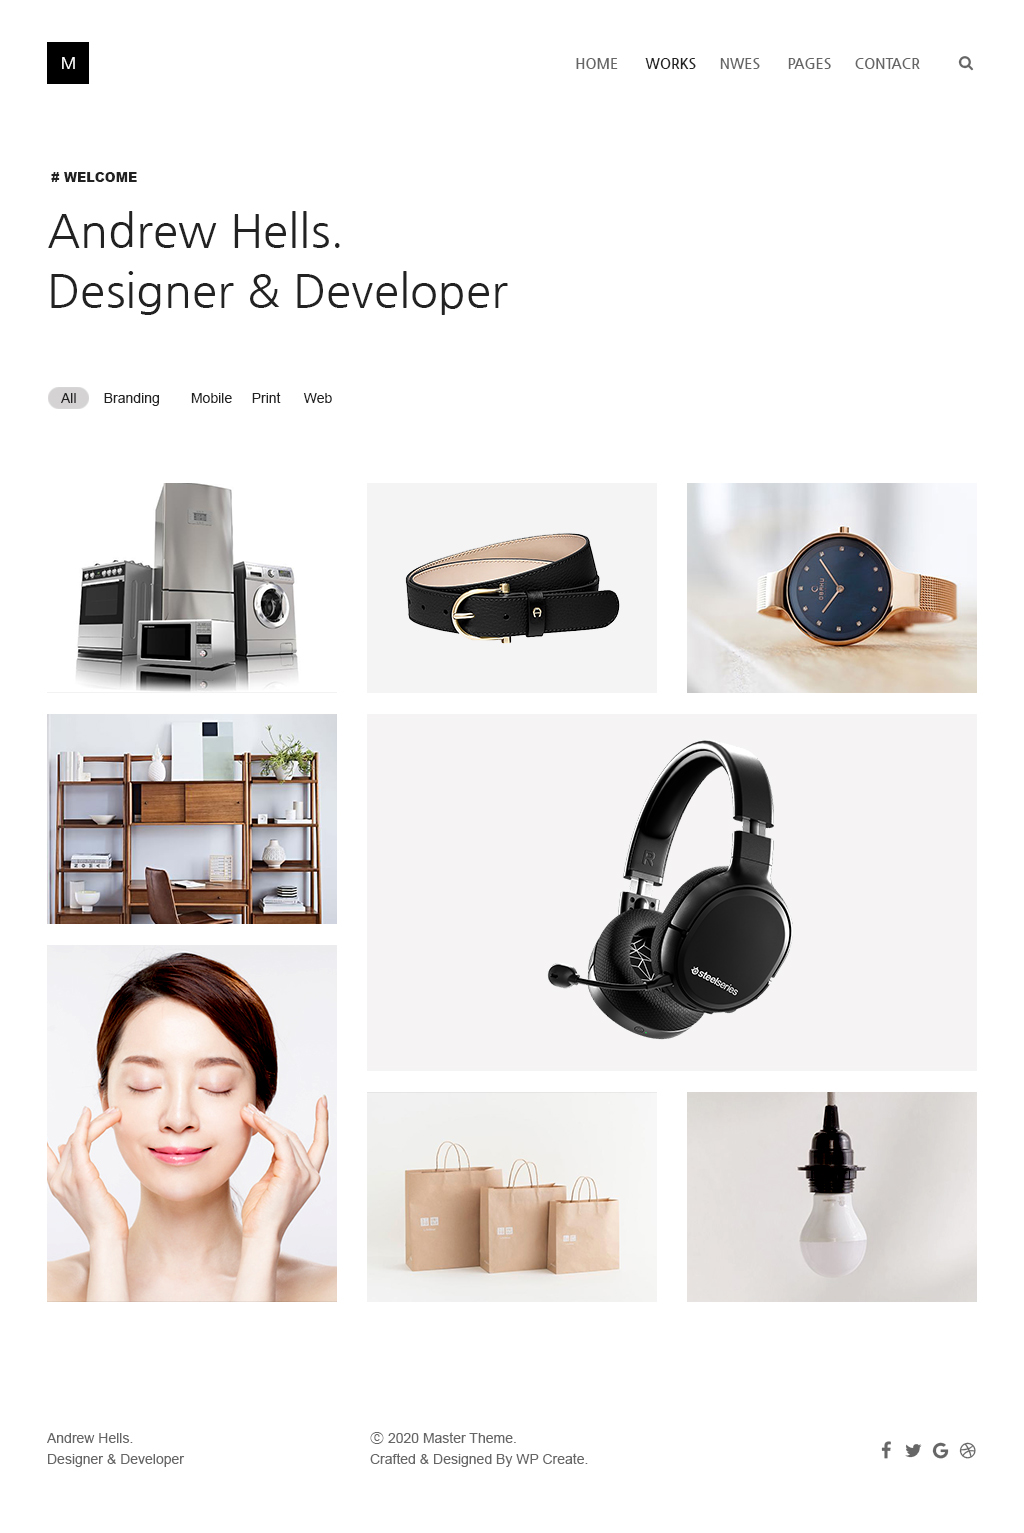 M
HOME WORKS NWES PAGES CONTACR
# WELCOME
Andrew Hells.
Designer & Developer
All Branding Mobile Print Web
OBAKU
R
steelseries
Andrew Hells.
Designer & Developer
© 2020 Master Theme.
Crafted & Designed By WP Create.